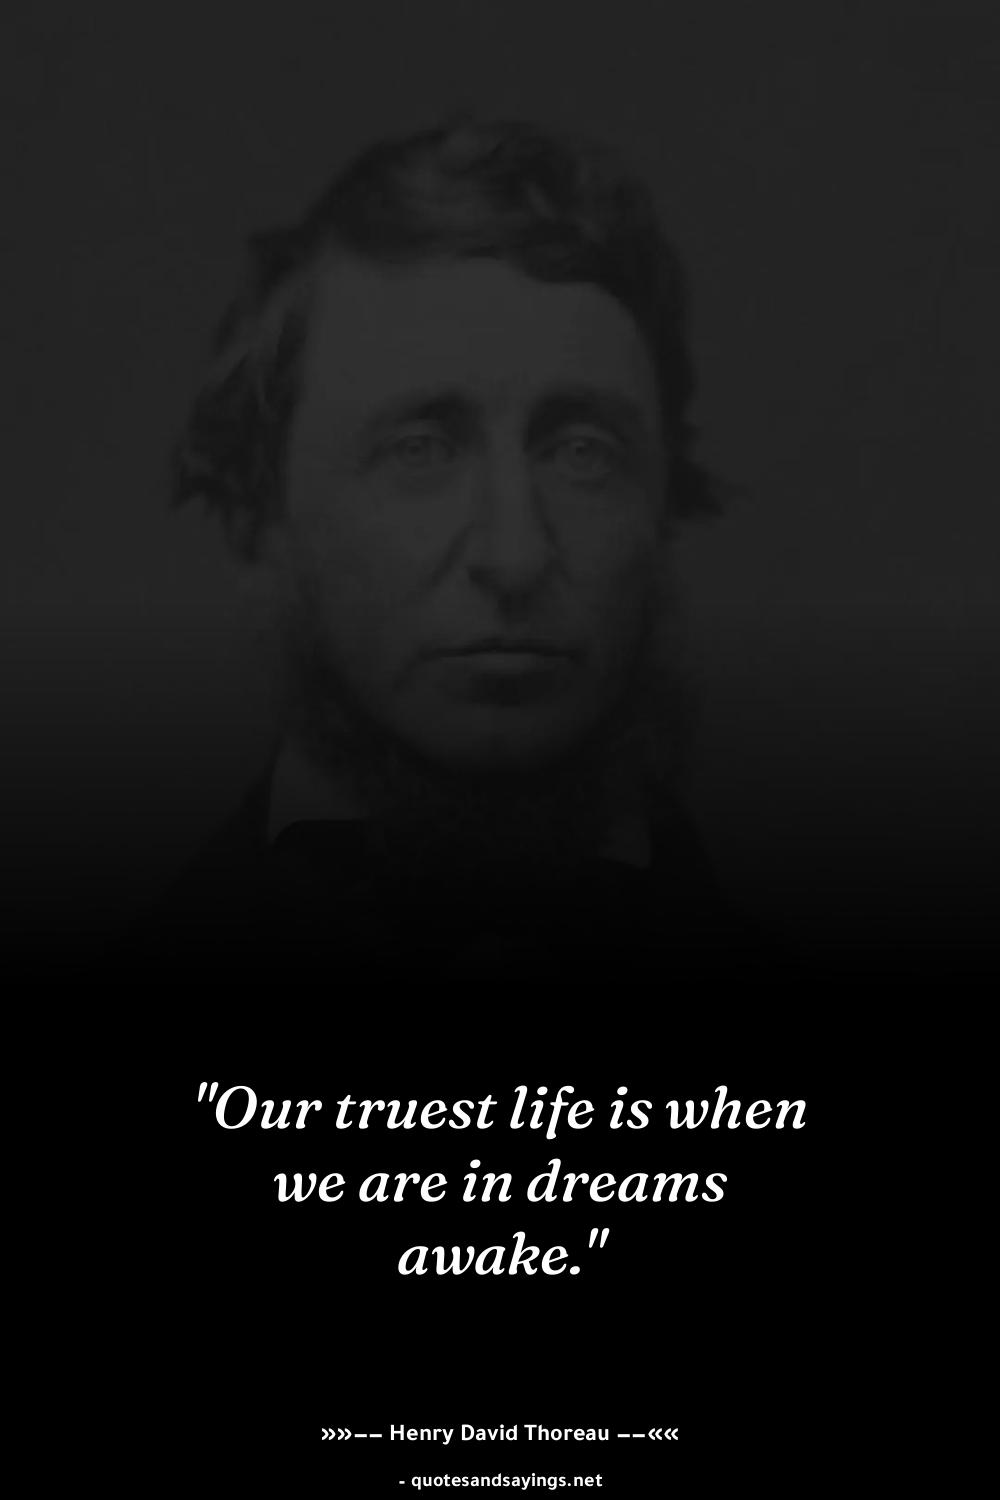 "Our truest life is when
we are in dreams
awake."
»»–– Henry David Thoreau ––««
- quotesandsayings.net